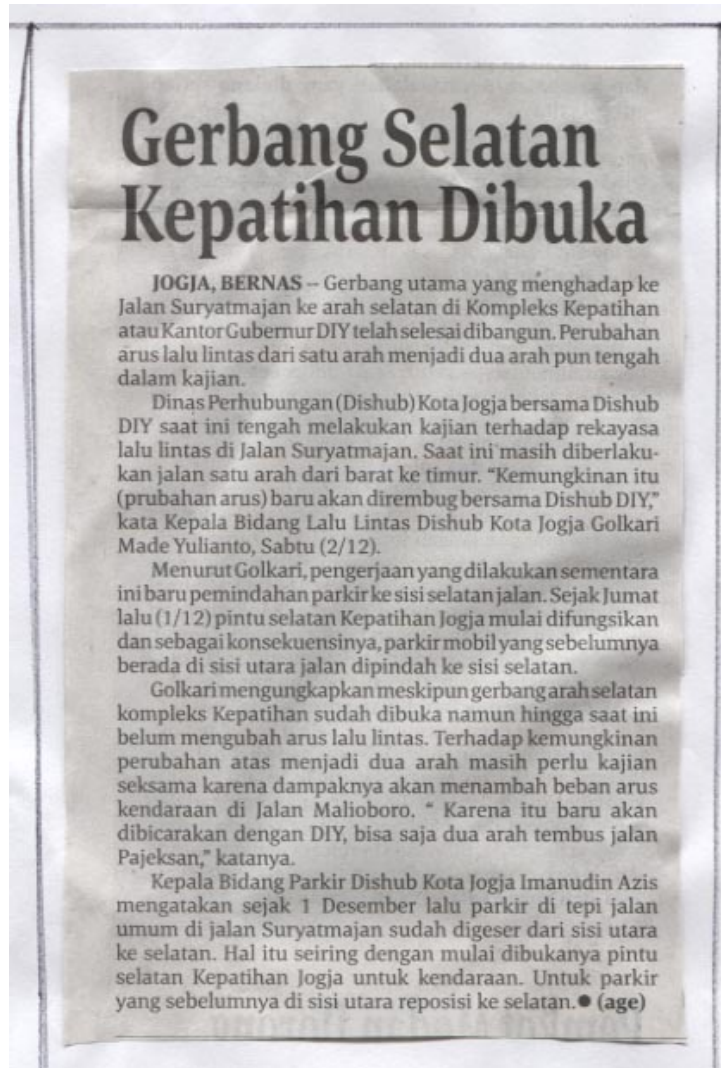 Gerbang Selatan
Kepatihan Dibuka
JOGJA, BERNAS – Gerbang utama yang menghadap ke
Jalan Suryatmajan ke arah selatan di Kompleks Kepatihan
atau Kantor Gubernur DIY telah selesai dibangun. Perubahan
arus lalu lintas dari satu arah menjadi dua arah pun tengah
dalam kajian.
Dinas Perhubungan (Dishub) Kota Jogja bersama Dishub
DIY saat ini tengah melakukan kajian terhadap rekayasa
lalu lintas di Jalan Suryatmajan. Saat ini masih diberlaku-
kan jalan satu arah dari barat ke timur. “Kemungkinan itu
(prubahan arus) baru akan dirembug bersama Dishub DIY,”
kata Kepala Bidang Lalu Lintas Dishub Kota Jogja Golkari
Made Yulianto, Sabtu (2/12).
Menurut Golkari, pengerjaan yang dilakukan sementara
ini baru pemindahan parkir ke sisi selatan jalan. Sejak Jumat
lalu (1/12) pintu selatan Kepatihan Jogja mulai difungsikan
dan sebagai konsekuensinya, parkir mobil yang sebelumnya
berada di sisi utara jalan dipindah ke sisi selatan.
Golkari mengungkapkan meskipun gerbang arah selatan
kompleks Kepatihan sudah dibuka namun hingga saat ini
belum mengubah arus lalu lintas. Terhadap kemungkinan
perubahan atas menjadi dua arah masih perlu kajian
seksama karena dampaknya akan menambah beban arus
kendaraan di Jalan Malioboro. “ Karena itu baru akan
dibicarakan dengan DIY, bisa saja dua arah tembus jalan
Pajeksan,” katanya.
Kepala Bidang Parkir Dishub Kota Jogja Imanudin Azis
mengatakan sejak 1 Desember lalu parkir di tepi jalan
umum di jalan Suryatmajan sudah digeser dari sisi utara
ke selatan. Hal itu seiring dengan mulai dibukanya pintu
selatan Kepatihan Jogja untuk kendaraan. Untuk parkir
yang sebelumnya di sisi utara reposisi ke selatan.● (age)